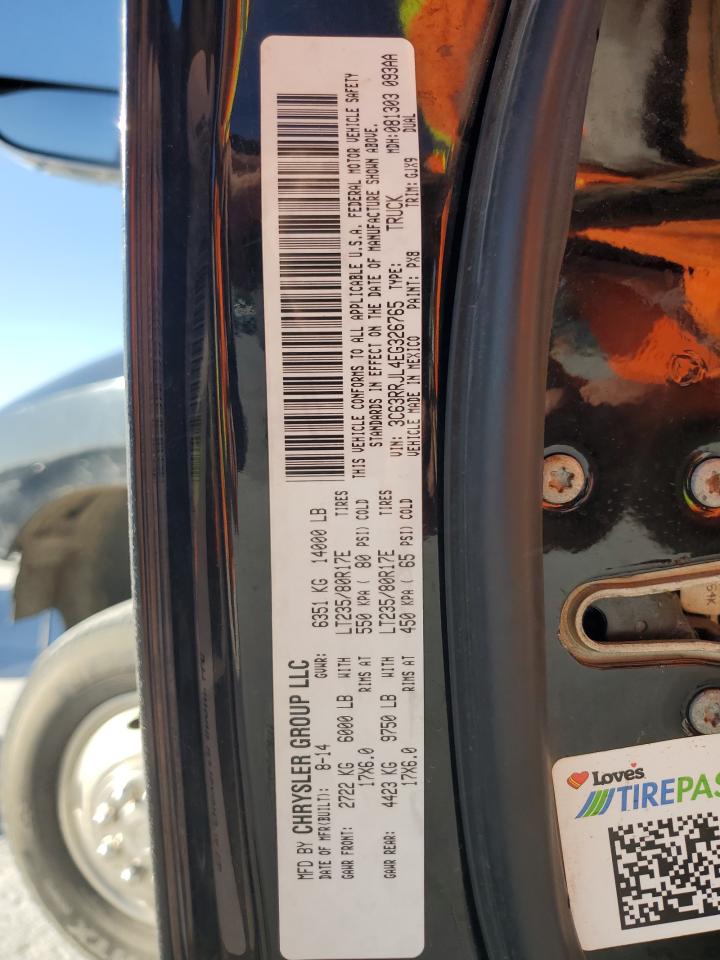 MFD BY CHRYSLER GROUP LLC
DATE OF MFR(BUILT): 8-14 GVWR: 6351 KG 14000 LB
GAWR FRONT: 2722 KG 6000 LB WITH LT235/80R17E TIRES
17X6.0 RIMS AT 550 KPA ( 80 PSI) COLD
GAWR REAR: 4423 KG 9750 LB WITH LT235/80R17E TIRES
17X6.0 RIMS AT 450 KPA ( 65 PSI) COLD
THIS VEHICLE CONFORMS TO ALL APPLICABLE U.S.A. FEDERAL MOTOR VEHICLE SAFETY
STANDARDS IN EFFECT ON THE DATE OF MANUFACTURE SHOWN ABOVE.
VIN: 3C63RRJL4EG326765 TYPE: TRUCK MDH:081303 093AA
VEHICLE MADE IN MEXICO PAINT: PX8 TRIM: GJX9 DUAL
Love's
TIREPAS